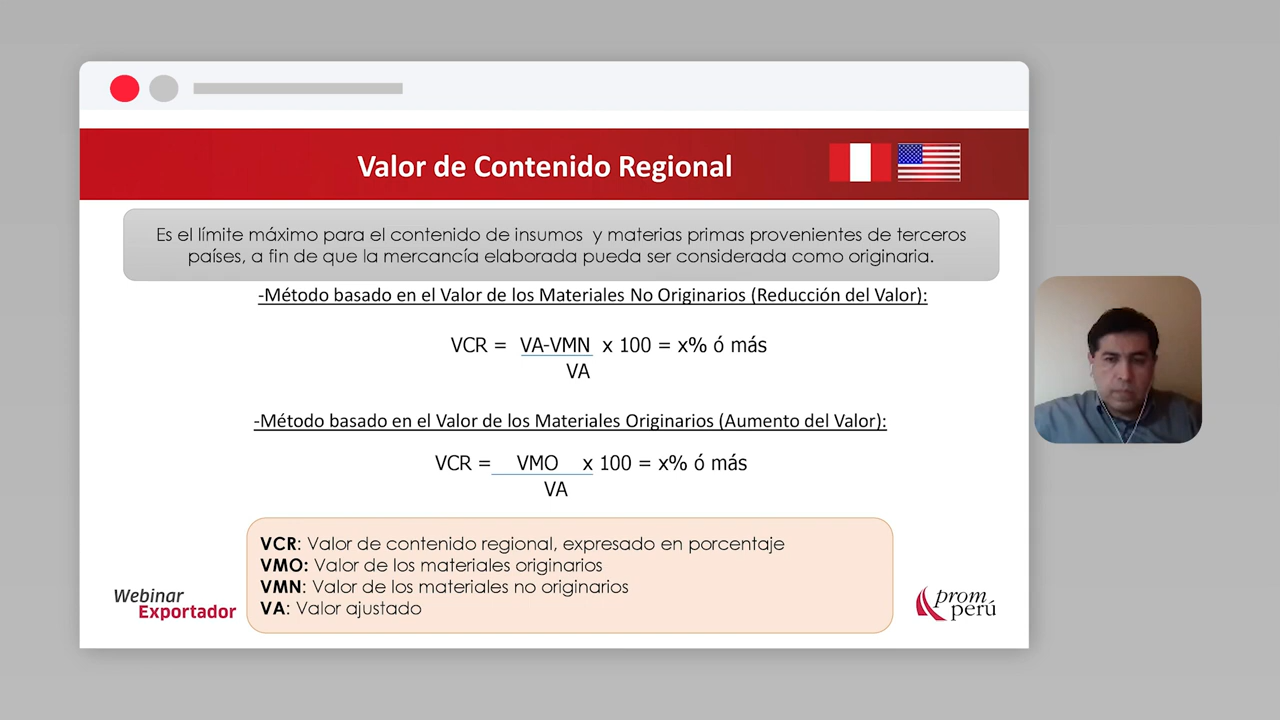 Valor de Contenido Regional
Es el límite máximo para el contenido de insumos y materias primas provenientes de terceros
países, a fin de que la mercancía elaborada pueda ser considerada como originaria.
-Método basado en el Valor de los Materiales No Originarios (Reducción del Valor):
VCR = VA-VMN x 100 = x% ó más
VA
-Método basado en el Valor de los Materiales Originarios (Aumento del Valor):
VCR = VMO x 100 = x% ó más
VA
VCR: Valor de contenido regional, expresado en porcentaje
VMO: Valor de los materiales originarios
VMN: Valor de los materiales no originarios
VA: Valor ajustado
Webinar
Exportador
prom
perú